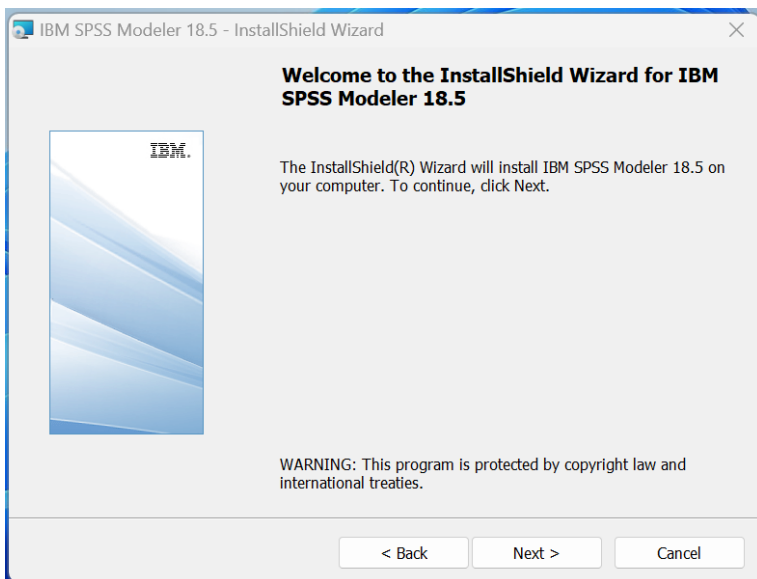 IBM SPSS Modeler 18.5 - InstallShield Wizard
Welcome to the InstallShield Wizard for IBM
SPSS Modeler 18.5
IBM.
The InstallShield(R) Wizard will install IBM SPSS Modeler 18.5 on
your computer. To continue, click Next.
WARNING: This program is protected by copyright law and
international treaties.
< Back
Next >
Cancel